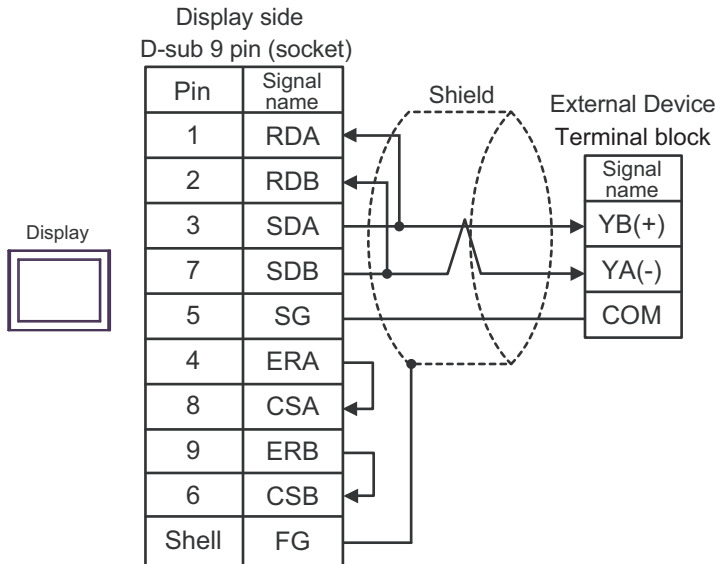 Display side
D-sub 9 pin (socket)
Pin Signal name
Shield
External Device
Terminal block
Signal name
1 RDA
2 RDB
3 SDA
YB(+)
Display
7 SDB
YA(-)
5 SG
COM
4 ERA
8 CSA
9 ERB
6 CSB
Shell FG